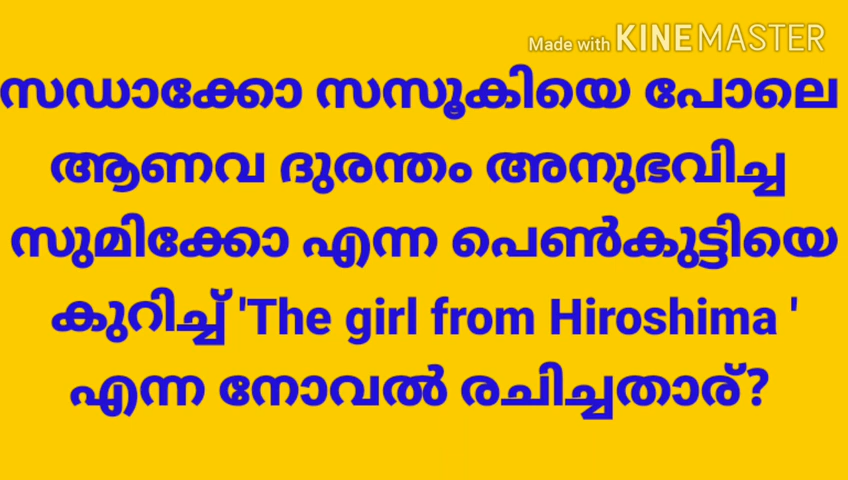 Made with KINEMASTER
സഡാക്കോ സസൂകിയെ പോലെ
ആണവ ദുരന്തം അനുഭവിച്ച
സുമിക്കോ എന്ന പെൺകുട്ടിയെ
കുറിച്ച് 'The girl from Hiroshima '
എന്ന നോവൽ രചിച്ചതാര്?